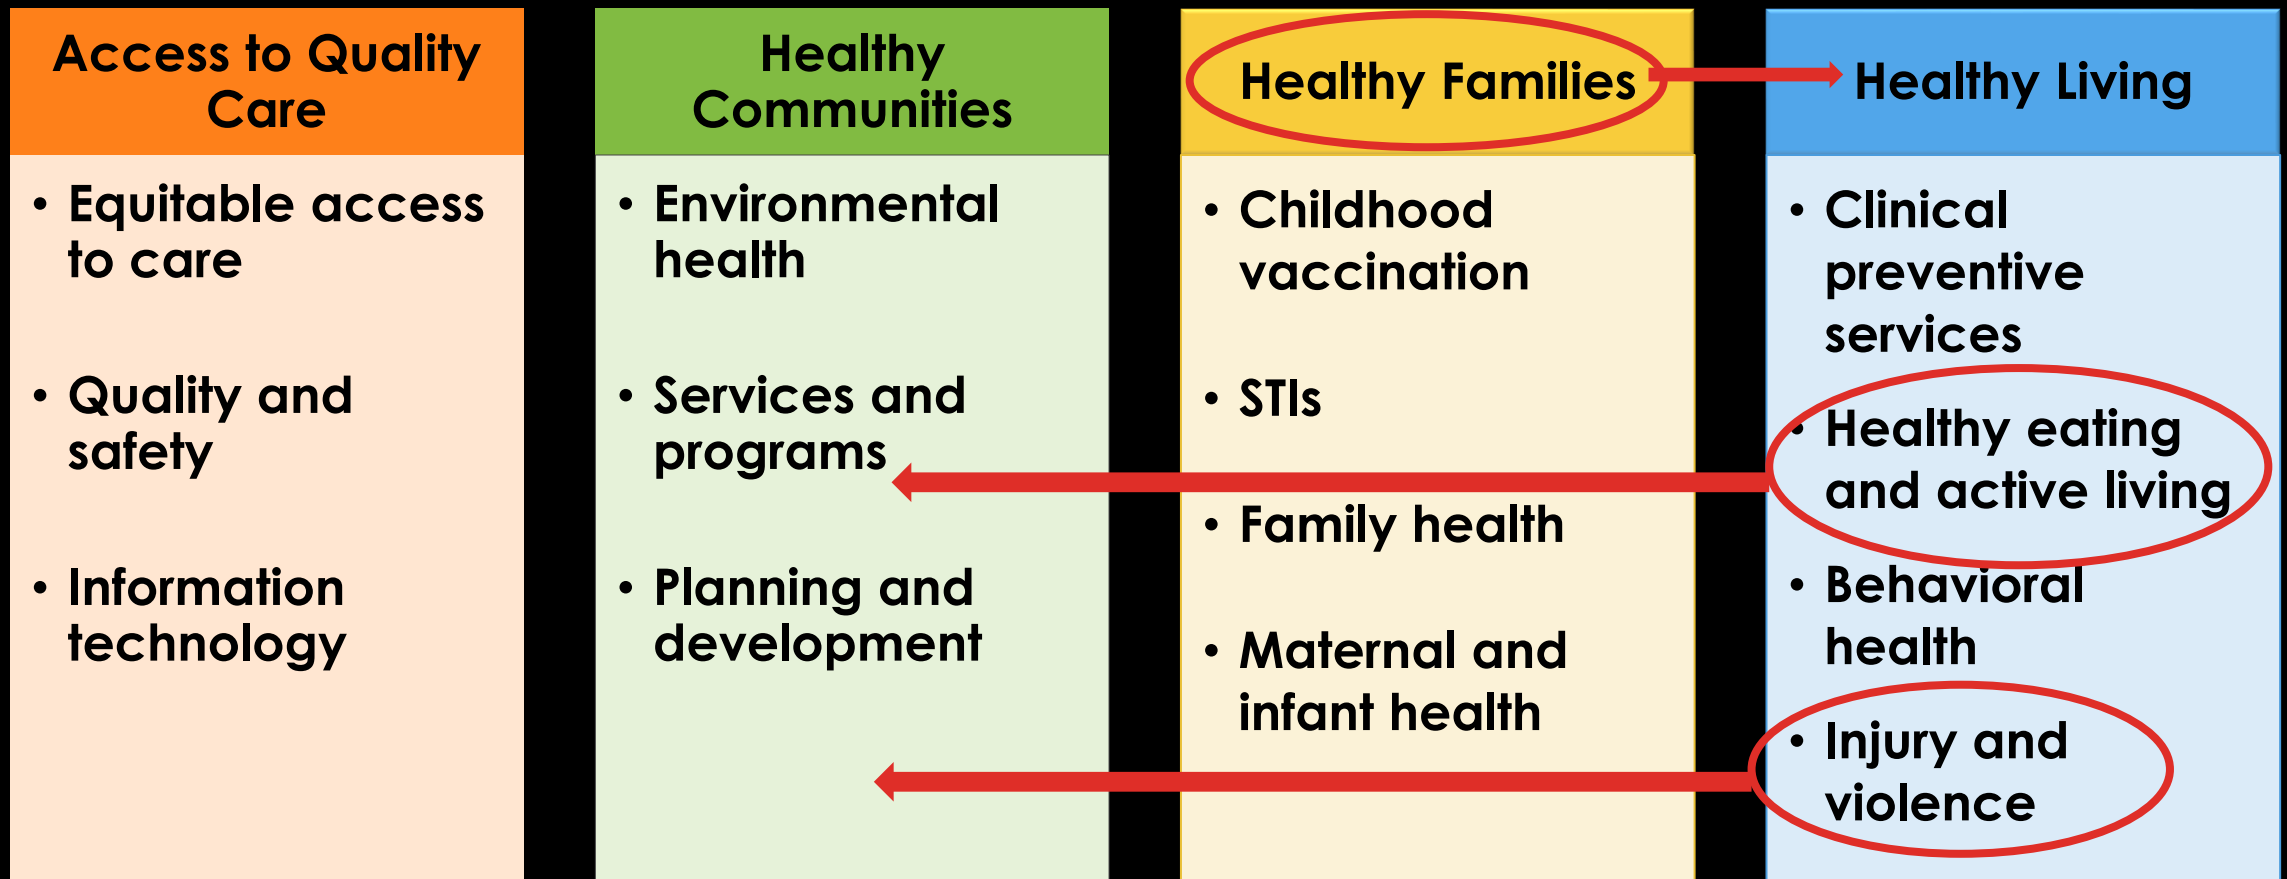 Access to Quality
Care
• Equitable access
to care
• Quality and
safety
• Information
technology
Healthy
Communities
• Environmental
health
• Services and
programs
• Planning and
development
Healthy Families
• Childhood
vaccination
• STIs
• Family health
• Maternal and
infant health
Healthy Living
• Clinical
preventive
services
• Healthy eating
and active living
• Behavioral
health
• Injury and
violence